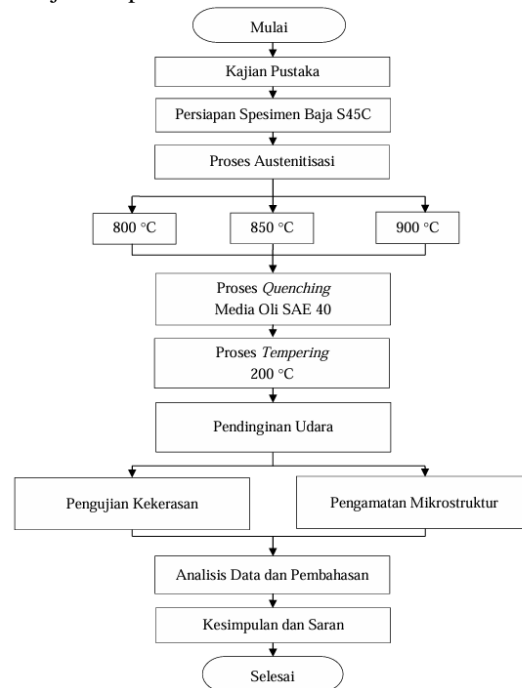 Mulai
Kajian Pustaka
Persiapan Spesimen Baja S45C
Proses Austenitisasi
800 °C
850 °C
900 °C
Proses Quenching
Media Oli SAE 40
Proses Tempering
200 °C
Pendinginan Udara
Pengujian Kekerasan
Pengamatan Mikrostruktur
Analisis Data dan Pembahasan
Kesimpulan dan Saran
Selesai